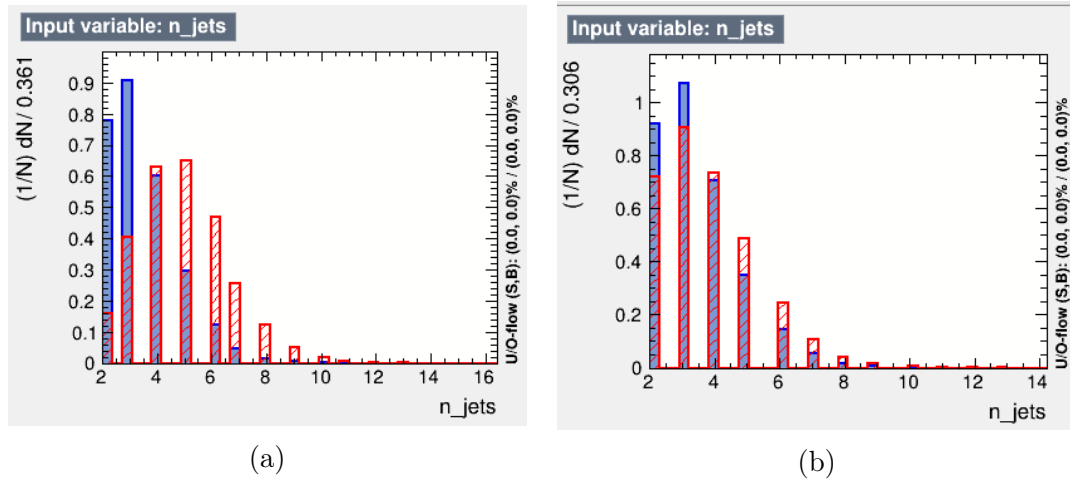 Input variable: n_jets
(1/N) dN / 0.361
0.9
0.8
0.7
0.6
0.5
0.4
0.3
0.2
0.1
0
2 4 6 8 10 12 14 16
n_jets
U/O-flow (S,B): (0.0, 0.0)% / (0.0, 0.0)%
(a)
Input variable: n_jets
(1/N) dN / 0.306
1
0.8
0.6
0.4
0.2
0
2 4 6 8 10 12 14
n_jets
U/O-flow (S,B): (0.0, 0.0)% / (0.0, 0.0)%
(b)